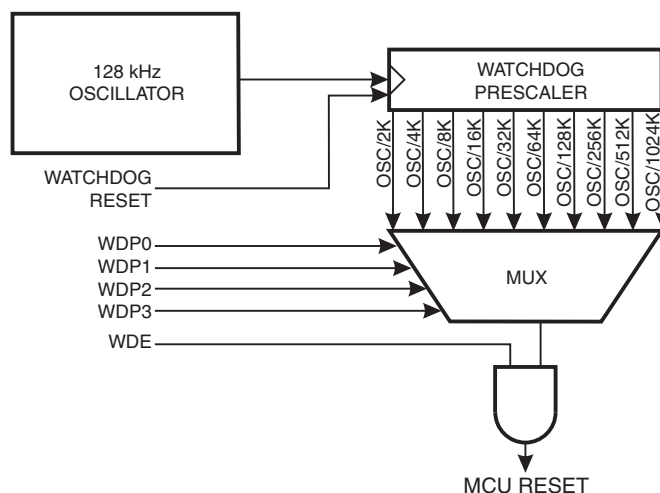 128 kHz
OSCILLATOR
WATCHDOG
PRESCALER
OSC/2K
OSC/4K
OSC/8K
OSC/16K
OSC/32K
OSC/64K
OSC/128K
OSC/256K
OSC/512K
OSC/1024K
WATCHDOG
RESET
WDP0
WDP1
WDP2
WDP3
WDE
MUX
MCU RESET